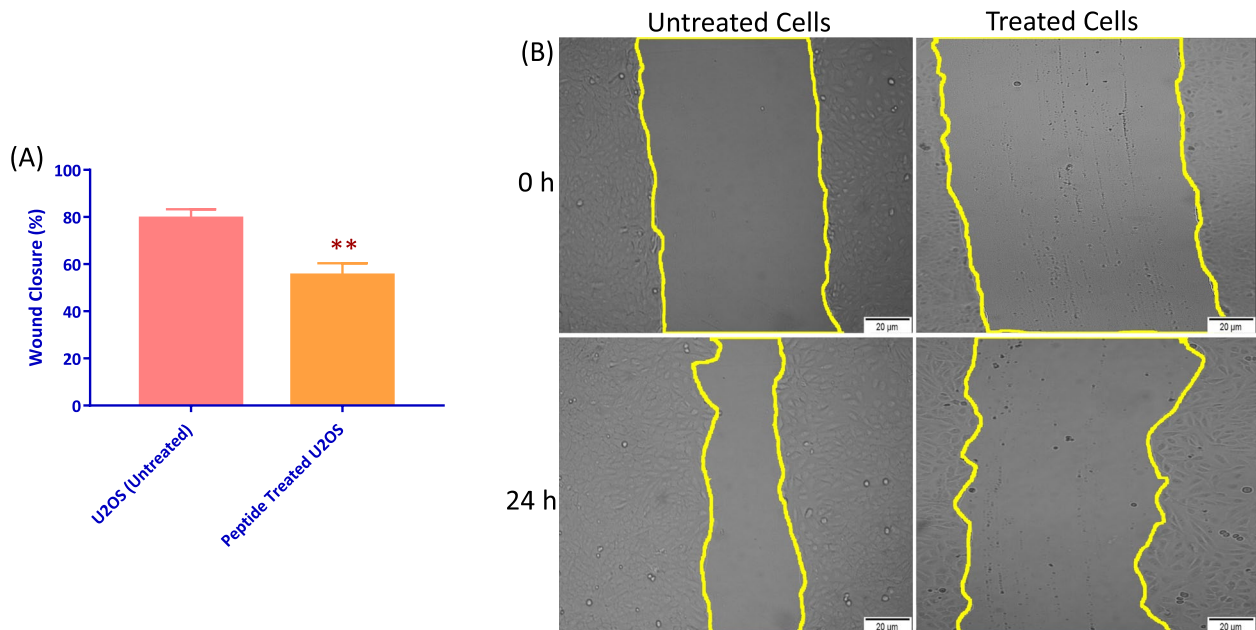 (A)
100
80
60
40
20
0
Wound Closure (%)
**
U2OS (Untreated)
Peptide Treated U2OS
(B)
Untreated Cells
Treated Cells
0 h
20 µm
20 µm
24 h
20 µm
20 µm